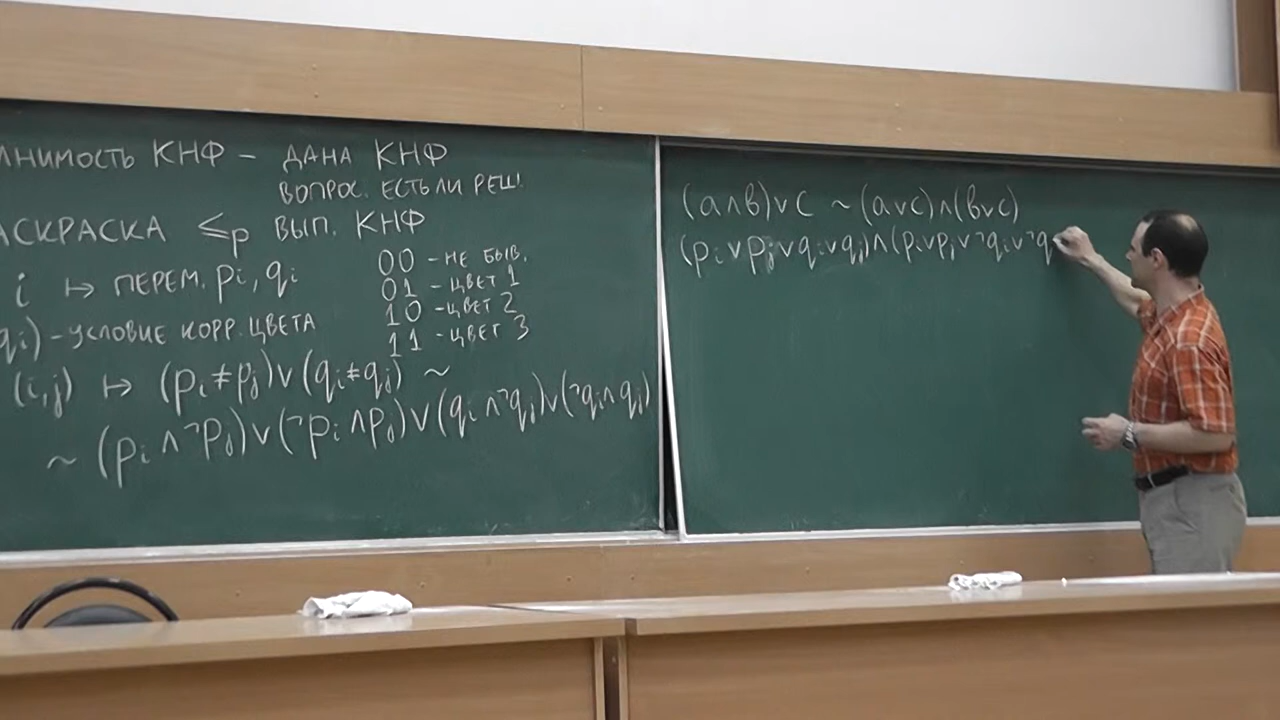 лнимость КНФ – дана КНФ
вопрос. есть ли реш!
аскраска ≤p вып. КНФ
i ↦ перем. pi, qi
00 – не быв.
01 – цвет 1
10 – цвет 2
11 – цвет 3
qi) – условие корр. цвета
(i,j) ↦ (pi≠pj)∨(qi≠qj) ~
~ (pi∧¬pj)∨(¬pi∧pj)∨(qi∧¬qj)∨(¬qi∧qj)
(a∧b)∨c ~ (a∨c)∧(b∨c)
(pi∨pj∨qi∨qj)∧(pi∨pj∨¬qi∨¬q